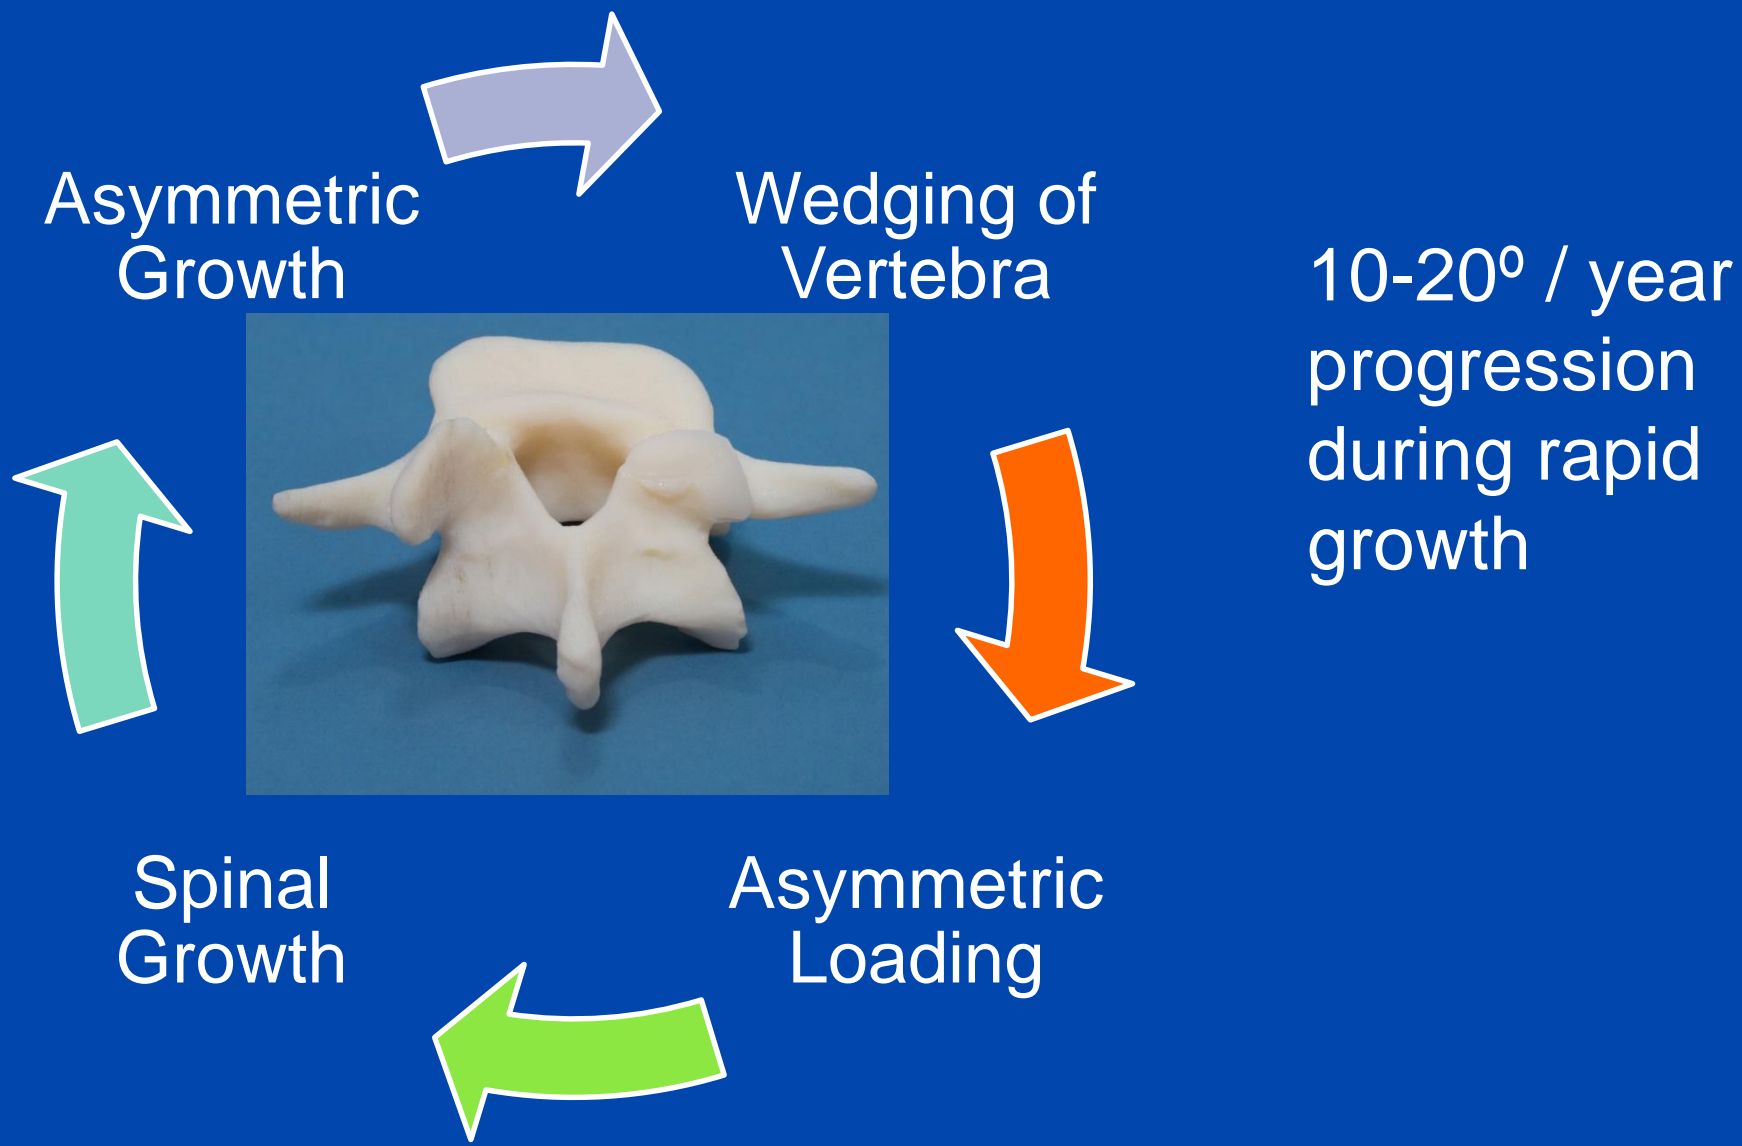 Asymmetric
Growth
Wedging of
Vertebra
10-20º / year
progression
during rapid
growth
Spinal
Growth
Asymmetric
Loading